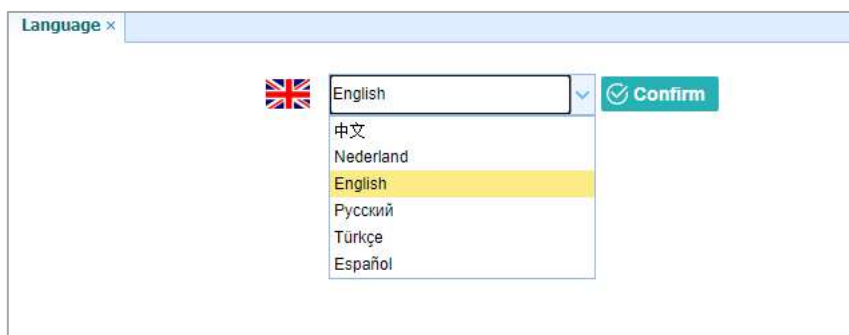 Language ×
English
Confirm
中文
Nederland
English
Русский
Türkçe
Español